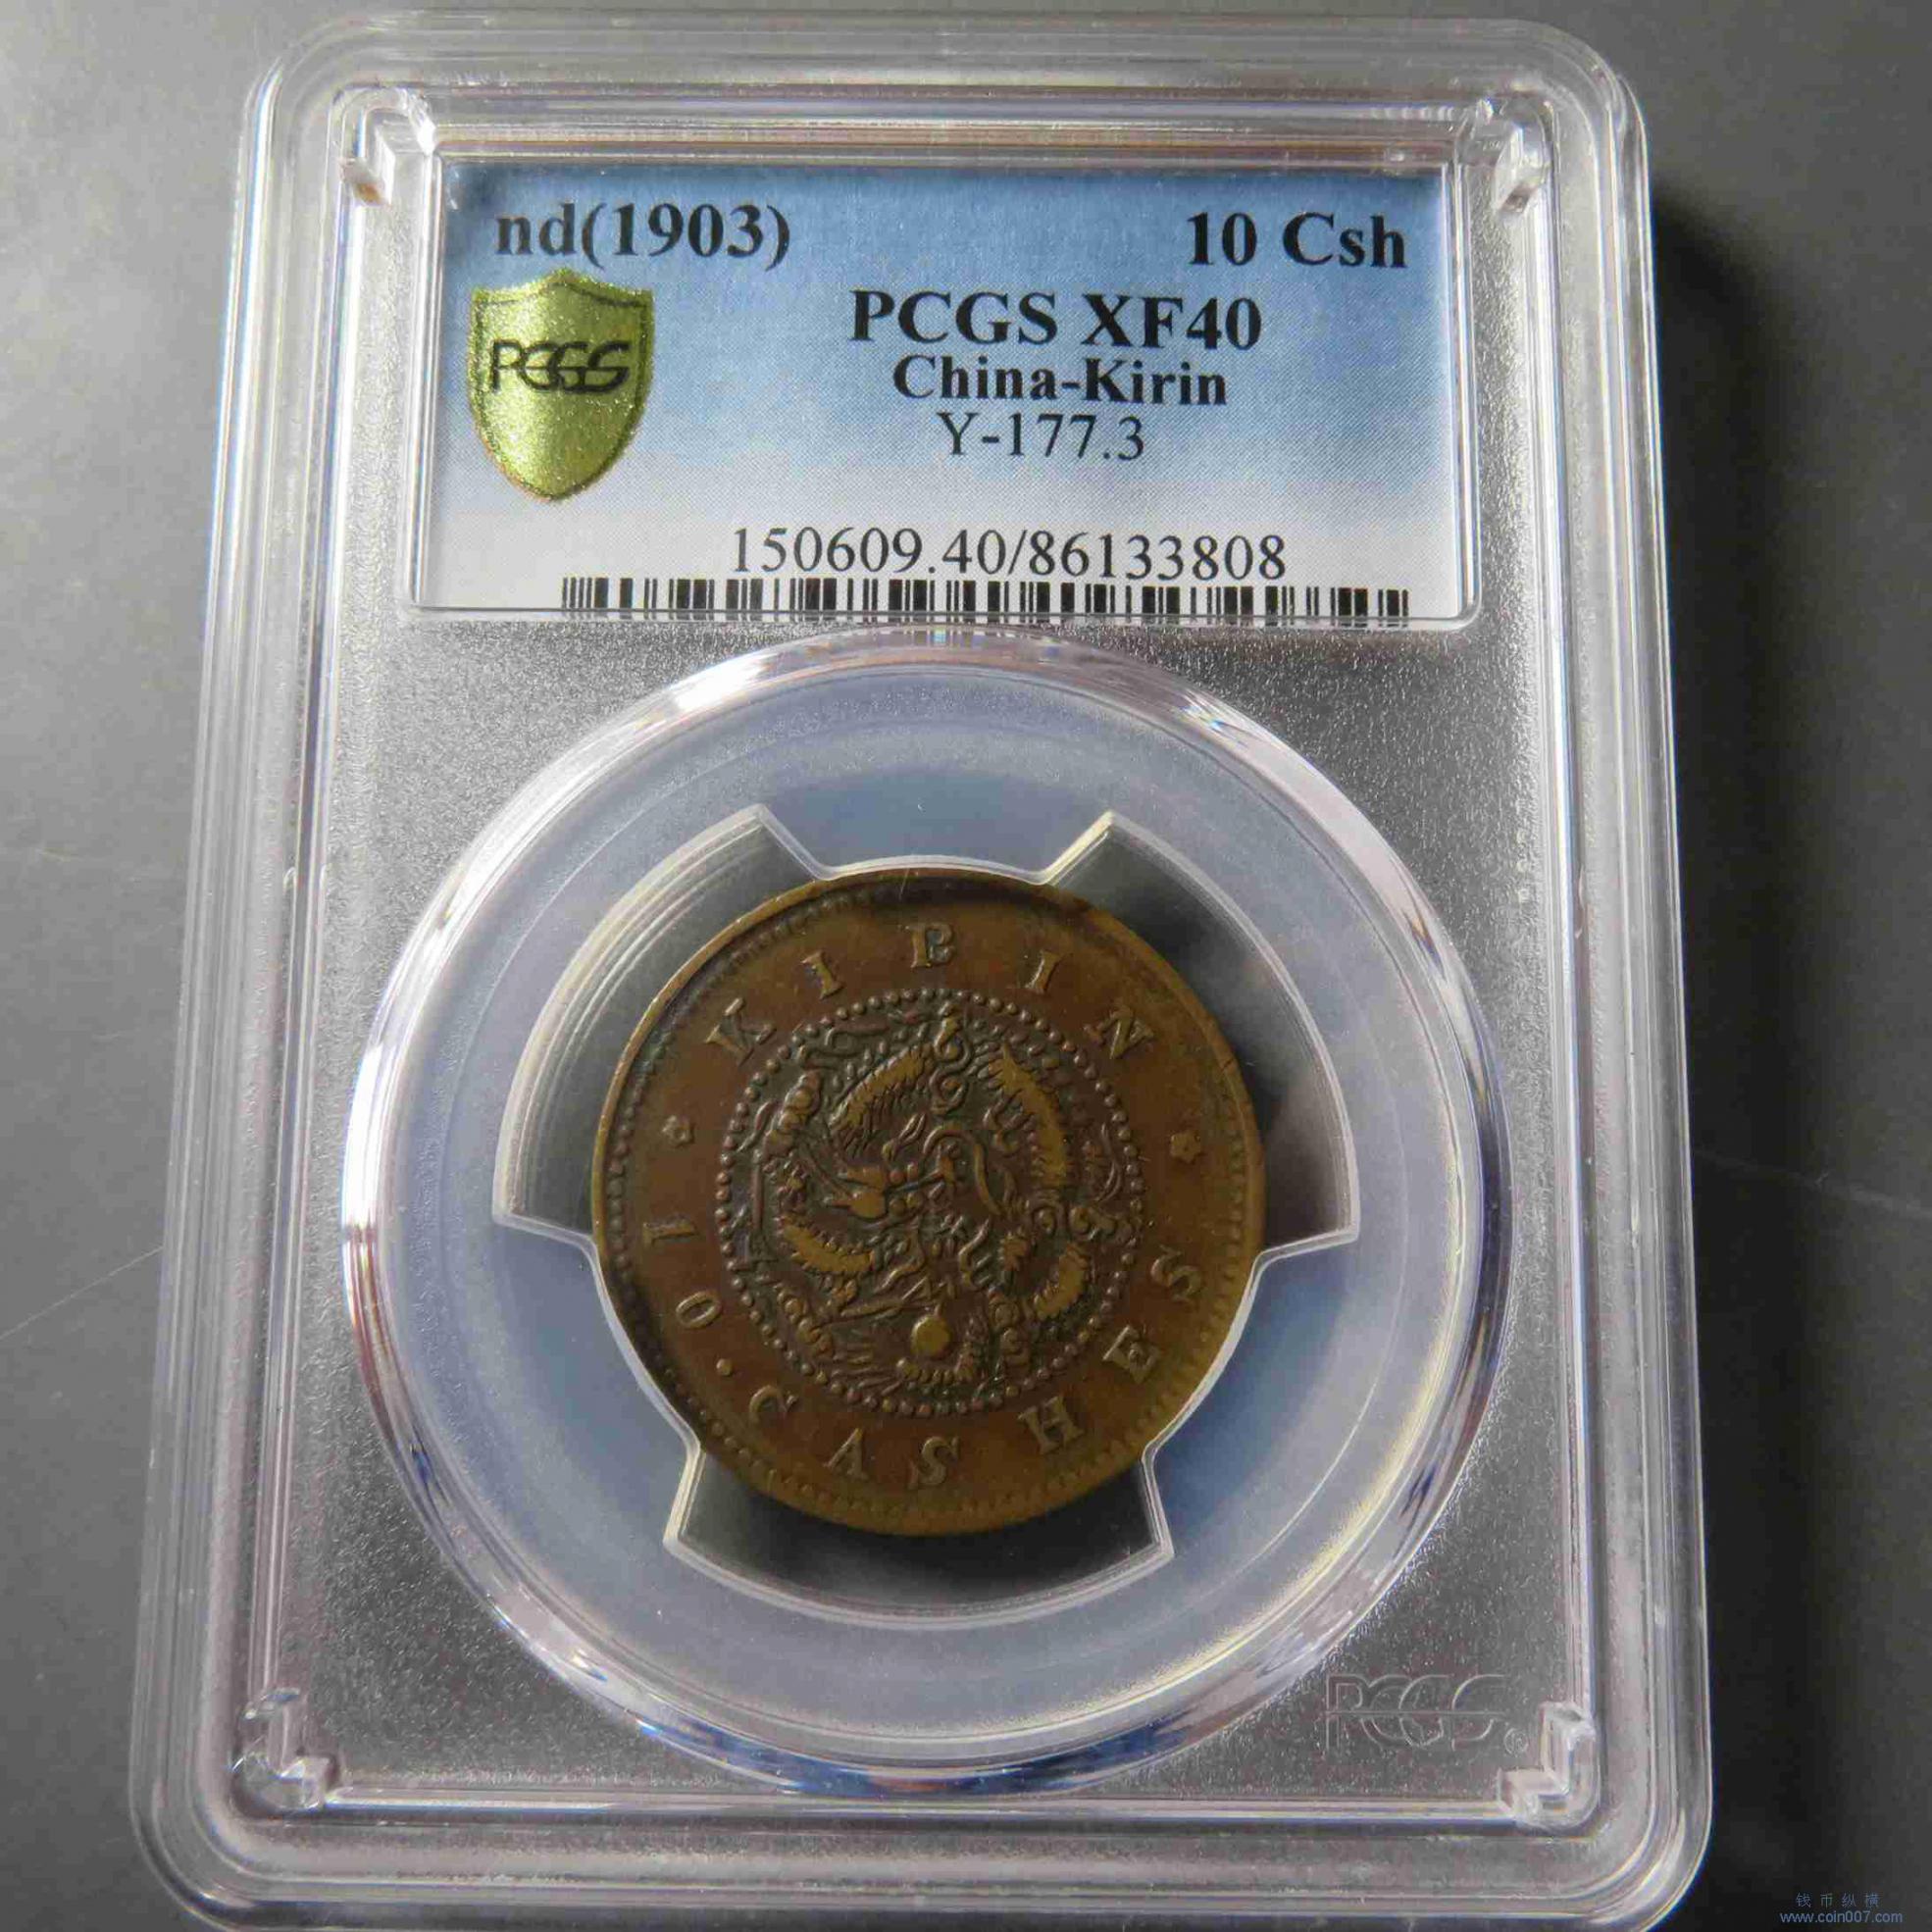 nd(1903) 10 Csh
PCGS XF40
PCGS
China-Kirin
Y-177.3
150609.40/86133808
KIRIN
10.CASHES
PCGS
钱币纵横
www.coin007.com